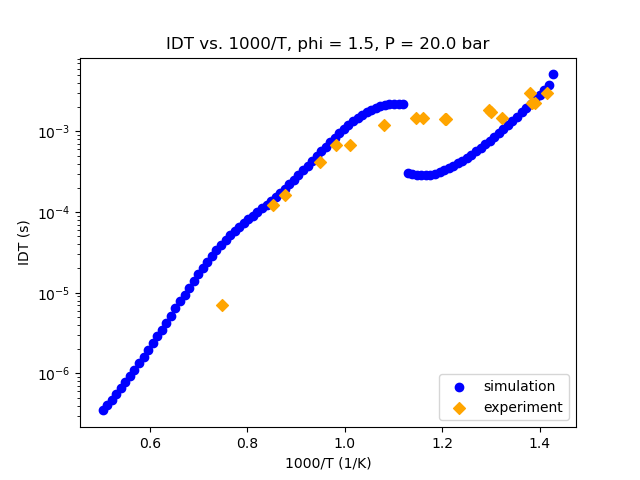 IDT vs. 1000/T, phi = 1.5, P = 20.0 bar
IDT (s)
10⁻³
10⁻⁴
10⁻⁵
10⁻⁶
simulation
experiment
0.6 0.8 1.0 1.2 1.4
1000/T (1/K)